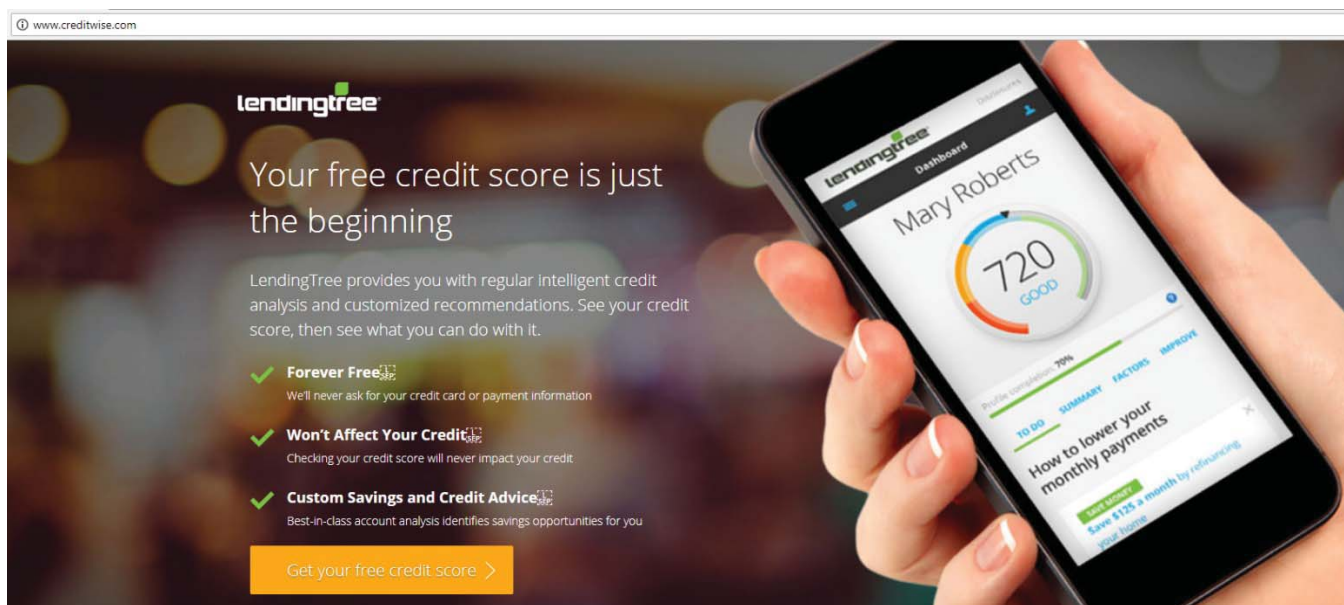 www.creditwise.com
lendingtree
Your free credit score is just
the beginning
LendingTree provides you with regular intelligent credit
analysis and customized recommendations. See your credit
score, then see what you can do with it.
Forever Free
We'll never ask for your credit card or payment information
Won't Affect Your Credit
Checking your credit score will never impact your credit
Custom Savings and Credit Advice
Best-in-class account analysis identifies savings opportunities for you
Get your free credit score >
Disclosures
lendingtree
Dashboard
Mary Roberts
720
GOOD
Profile completion: 70%
TO DO SUMMARY FACTORS IMPROVE
How to lower your
monthly payments
SAVE MONEY
Save $125 a month by refinancing
your home